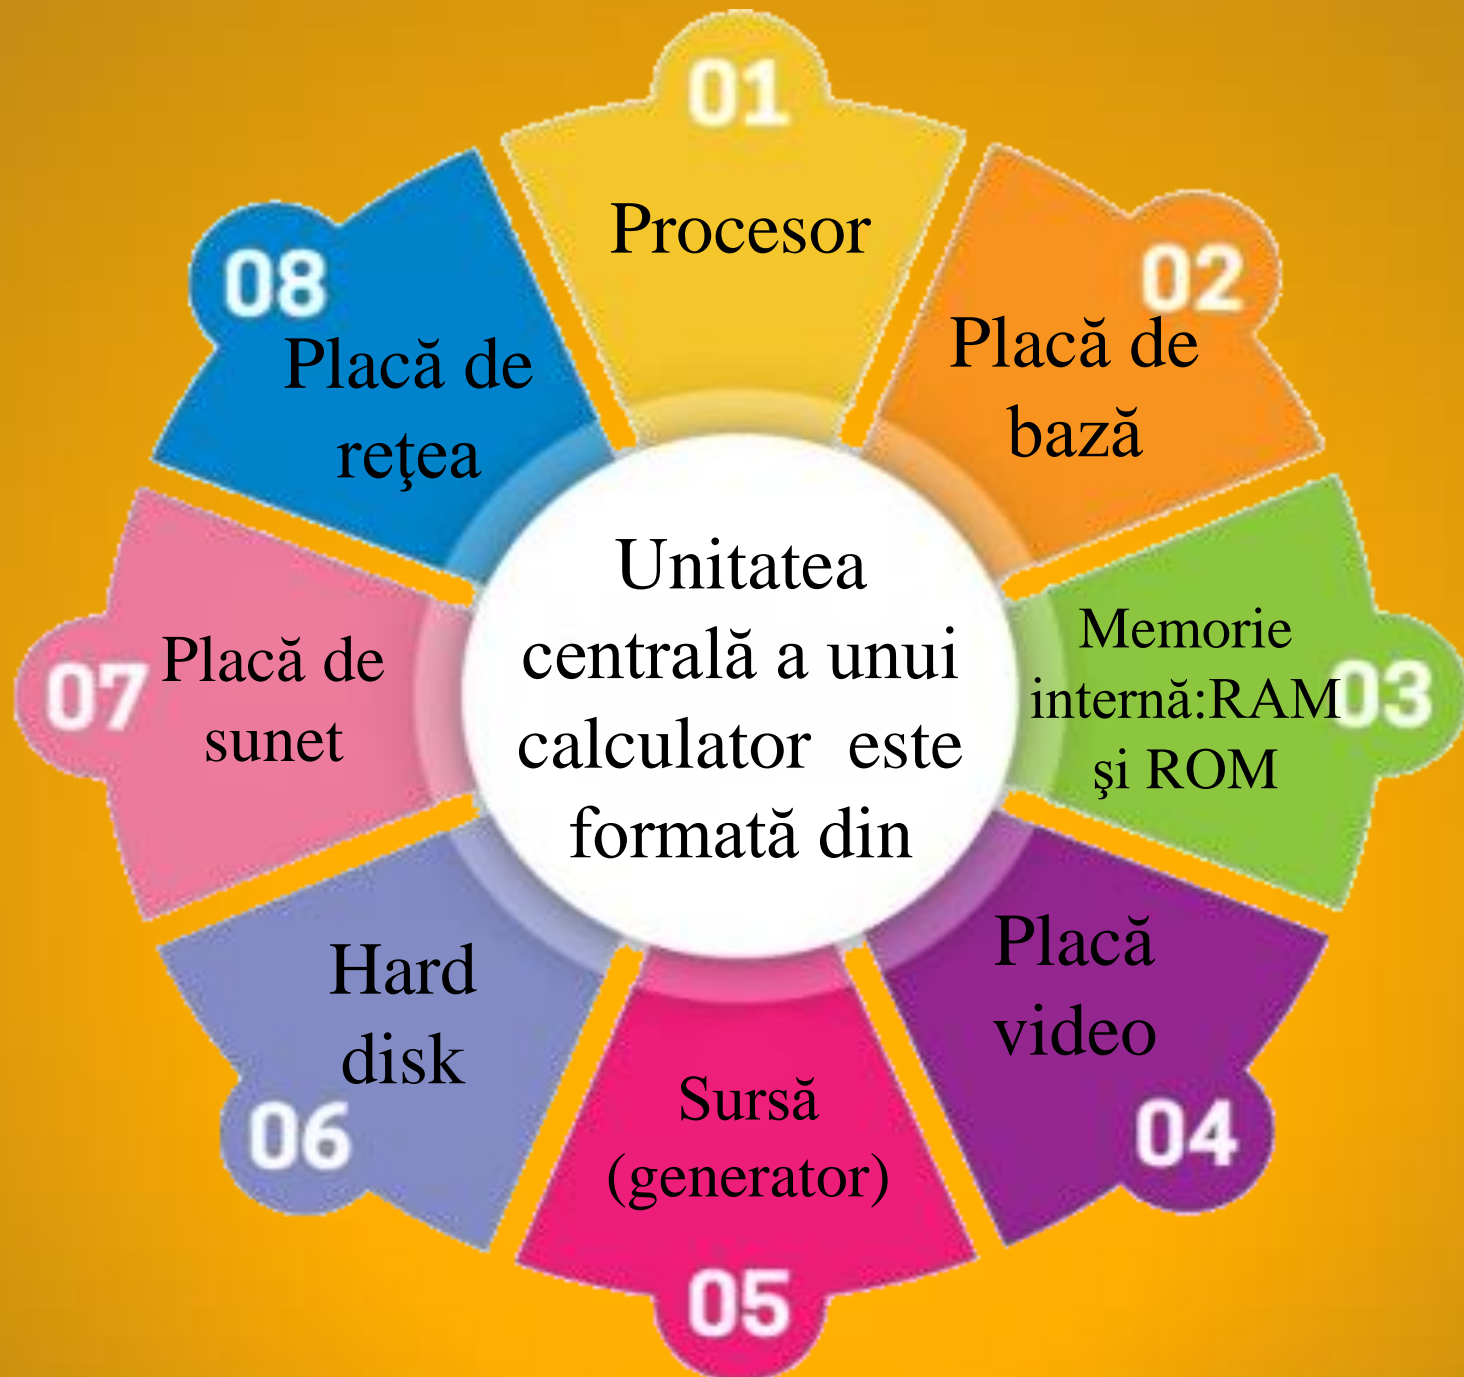 Unitatea
centrală a unui
calculator este
formată din
01
Procesor
02
Placă de
bază
03
Memorie
internă:RAM
şi ROM
04
Placă
video
05
Sursă
(generator)
06
Hard
disk
07
Placă de
sunet
08
Placă de
reţea